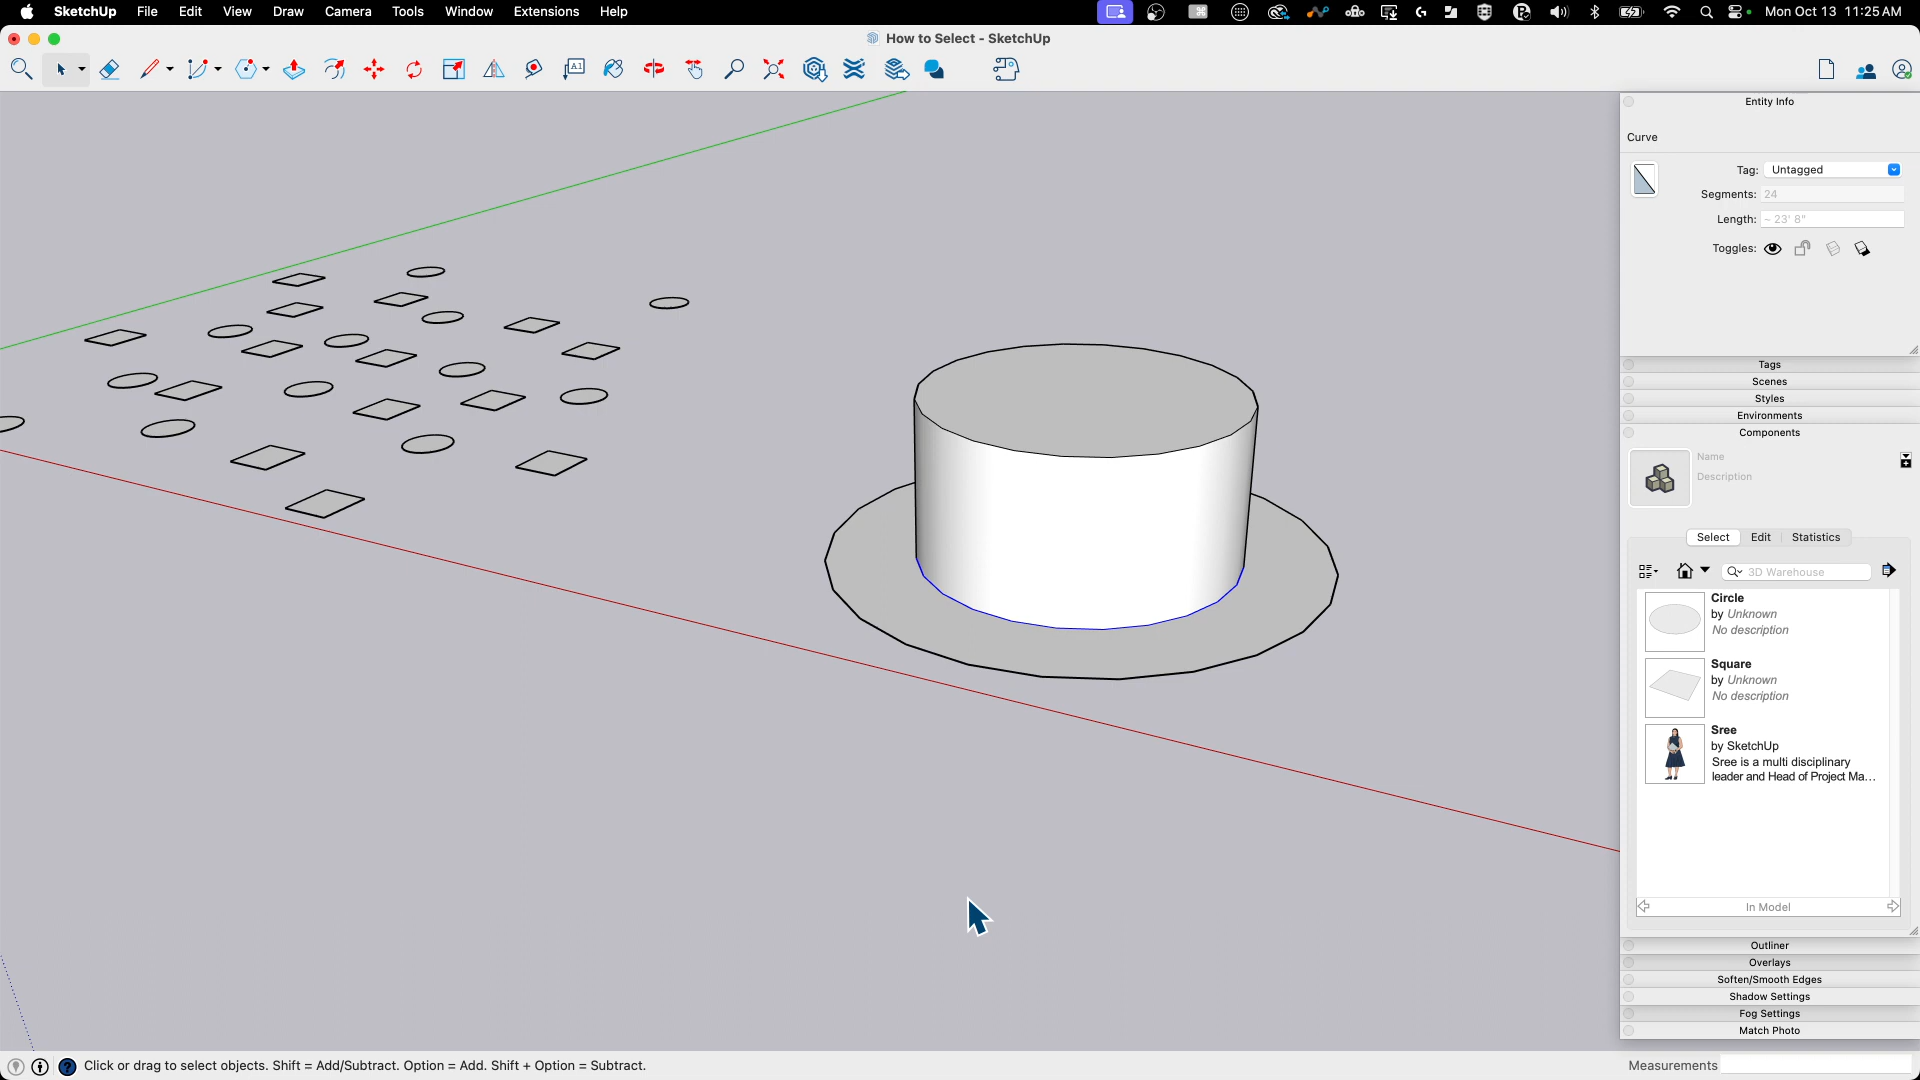 SketchUp File Edit View Draw Camera Tools Window Extensions Help Mon Oct 13 11:25 AM
How to Select - SketchUp
A1
Entity Info
Curve
Tag: Untagged
Segments: 24
Length: ~ 23' 8"
Toggles:
Tags
Scenes
Styles
Environments
Components
Name
Description
Select Edit Statistics
3D Warehouse
Circle
by Unknown
No description
Square
by Unknown
No description
Sree
by SketchUp
Sree is a multi disciplinary
leader and Head of Project Ma...
In Model
Outliner
Overlays
Soften/Smooth Edges
Shadow Settings
Fog Settings
Match Photo
Click or drag to select objects. Shift = Add/Subtract. Option = Add. Shift + Option = Subtract.
Measurements